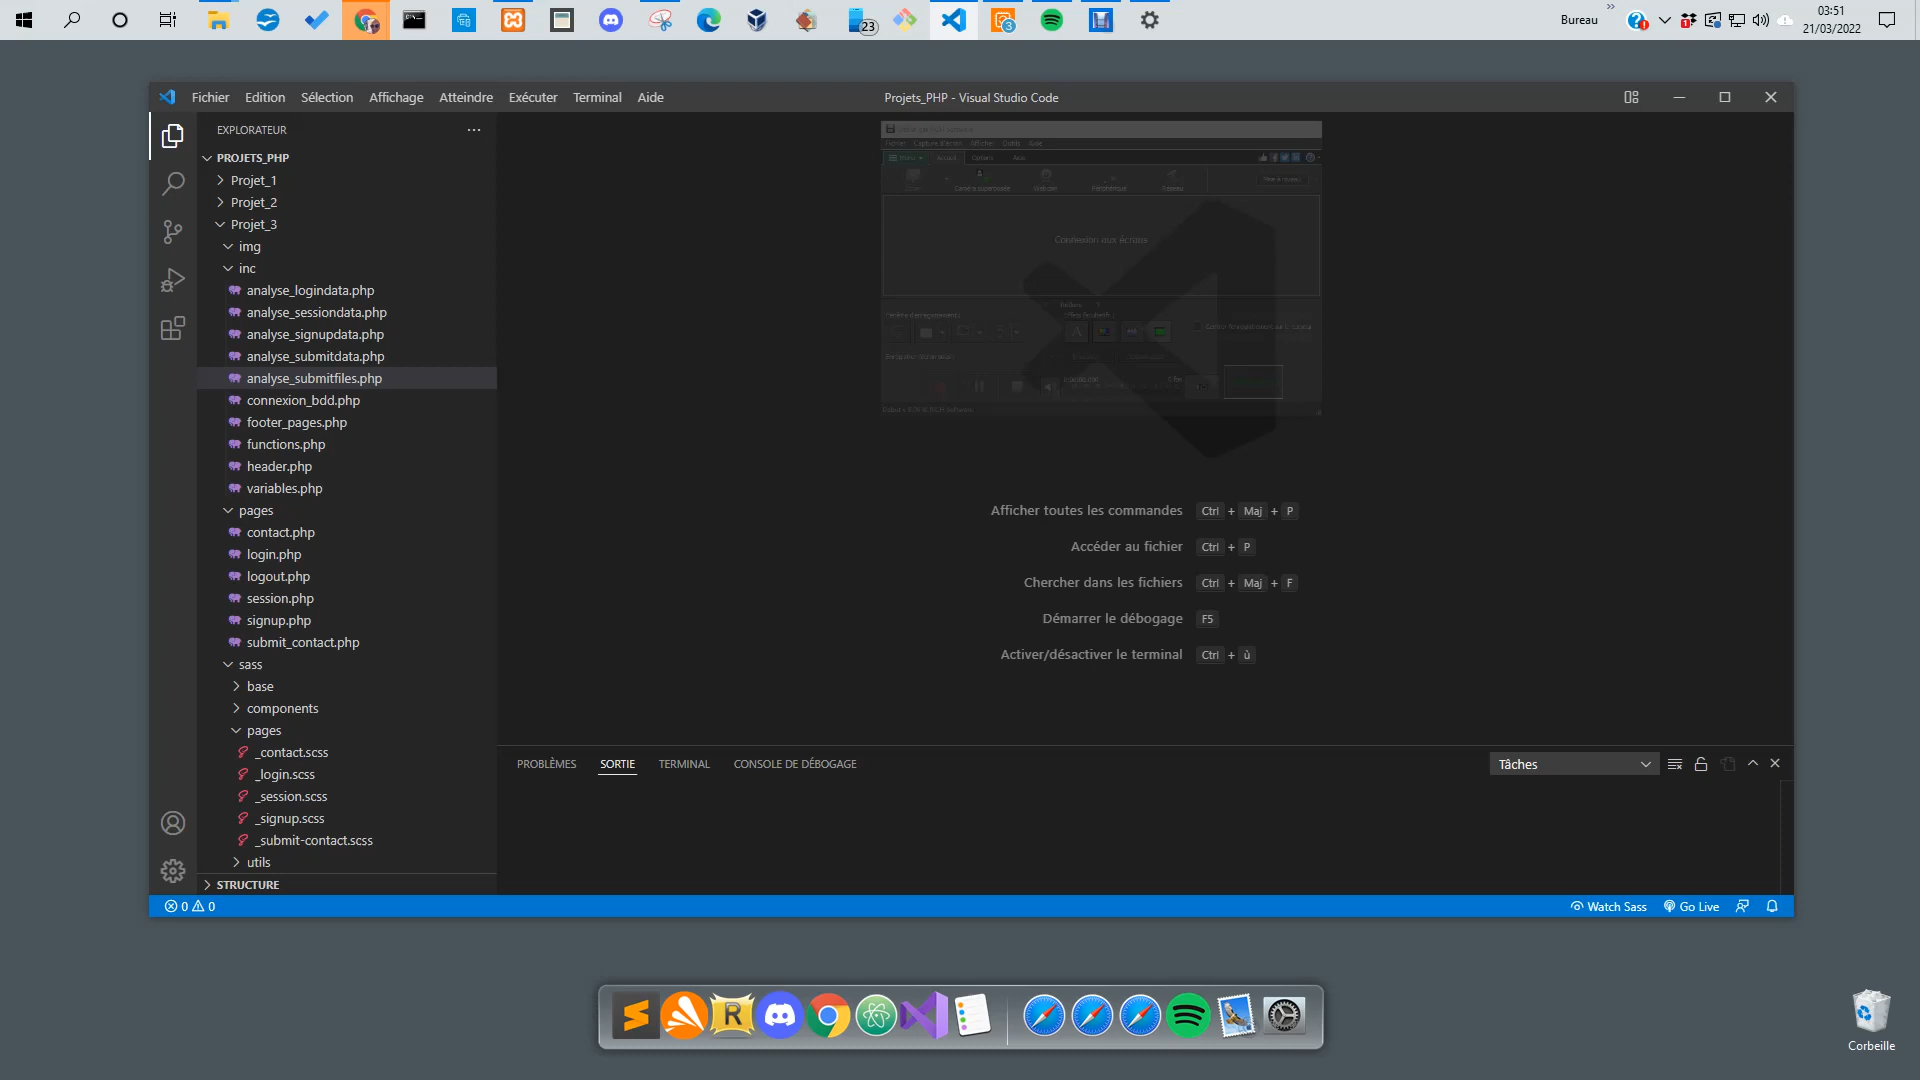 Bureau
03:51
21/03/2022
23
3
Fichier Edition Sélection Affichage Atteindre Exécuter Terminal Aide
Projets_PHP - Visual Studio Code
EXPLORATEUR
PROJETS_PHP
Projet_1
Projet_2
Projet_3
img
inc
analyse_logindata.php
analyse_sessiondata.php
analyse_signupdata.php
analyse_submitdata.php
analyse_submitfiles.php
connexion_bdd.php
footer_pages.php
functions.php
header.php
variables.php
pages
contact.php
login.php
logout.php
session.php
signup.php
submit_contact.php
sass
base
components
pages
_contact.scss
_login.scss
_session.scss
_signup.scss
_submit-contact.scss
utils
STRUCTURE
Connexion aux écrans
Afficher toutes les commandes Ctrl + Maj + P
Accéder au fichier Ctrl + P
Chercher dans les fichiers Ctrl + Maj + F
Démarrer le débogage F5
Activer/désactiver le terminal Ctrl + ù
PROBLÈMES SORTIE TERMINAL CONSOLE DE DÉBOGAGE
Tâches
0 0
Watch Sass Go Live
Corbeille